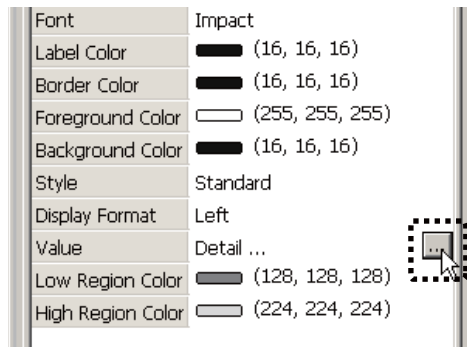 Font Impact
Label Color (16, 16, 16)
Border Color (16, 16, 16)
Foreground Color (255, 255, 255)
Background Color (16, 16, 16)
Style Standard
Display Format Left
Value Detail ... ...
Low Region Color (128, 128, 128)
High Region Color (224, 224, 224)